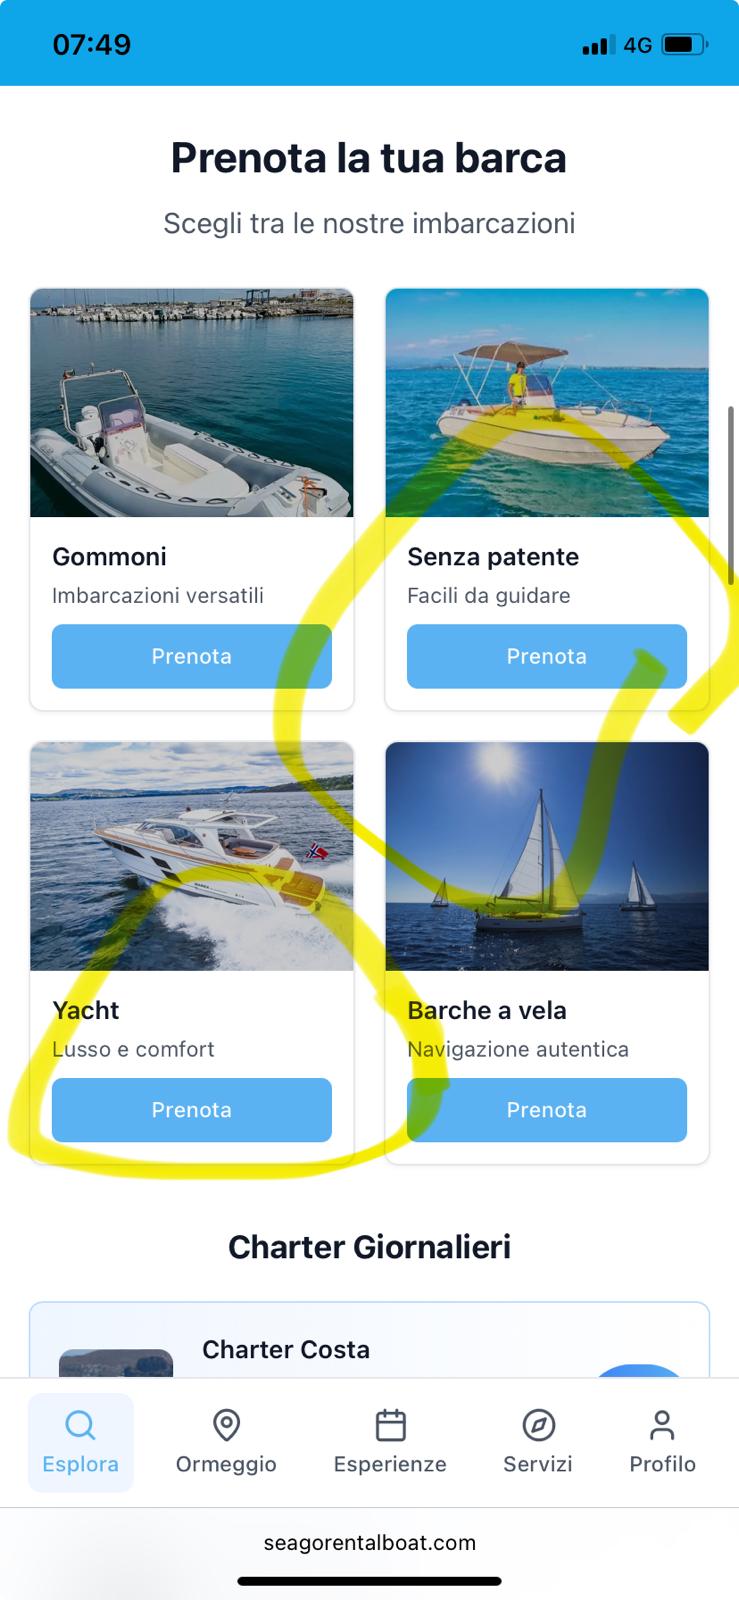 07:49
4G
Prenota la tua barca
Scegli tra le nostre imbarcazioni
Gommoni
Imbarcazioni versatili
Prenota
Senza patente
Facili da guidare
Prenota
Yacht
Lusso e comfort
Prenota
Barche a vela
Navigazione autentica
Prenota
Charter Giornalieri
Charter Costa
Esplora
Ormeggio
Esperienze
Servizi
Profilo
seagorentalboat.com